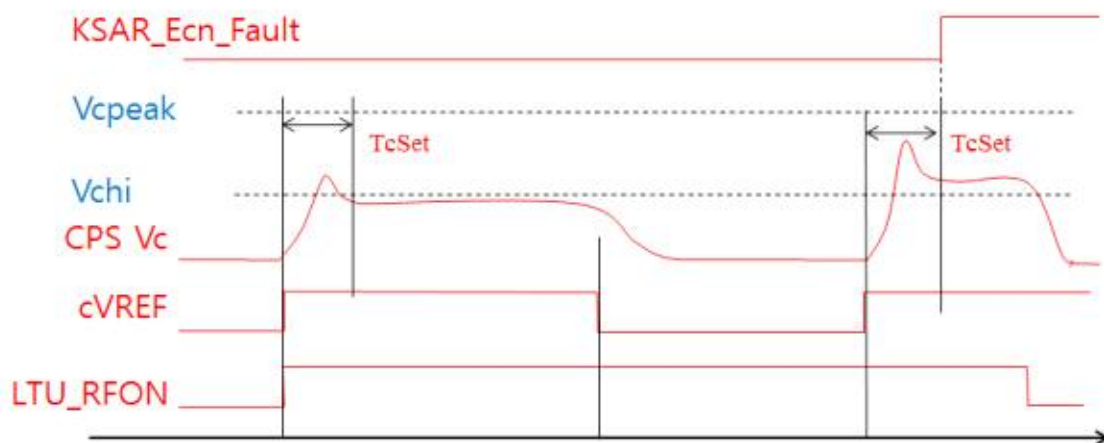 KSAR_Ecn_Fault
Vcpeak
TcSet
TcSet
Vchi
CPS Vc
cVREF
LTU_RFON